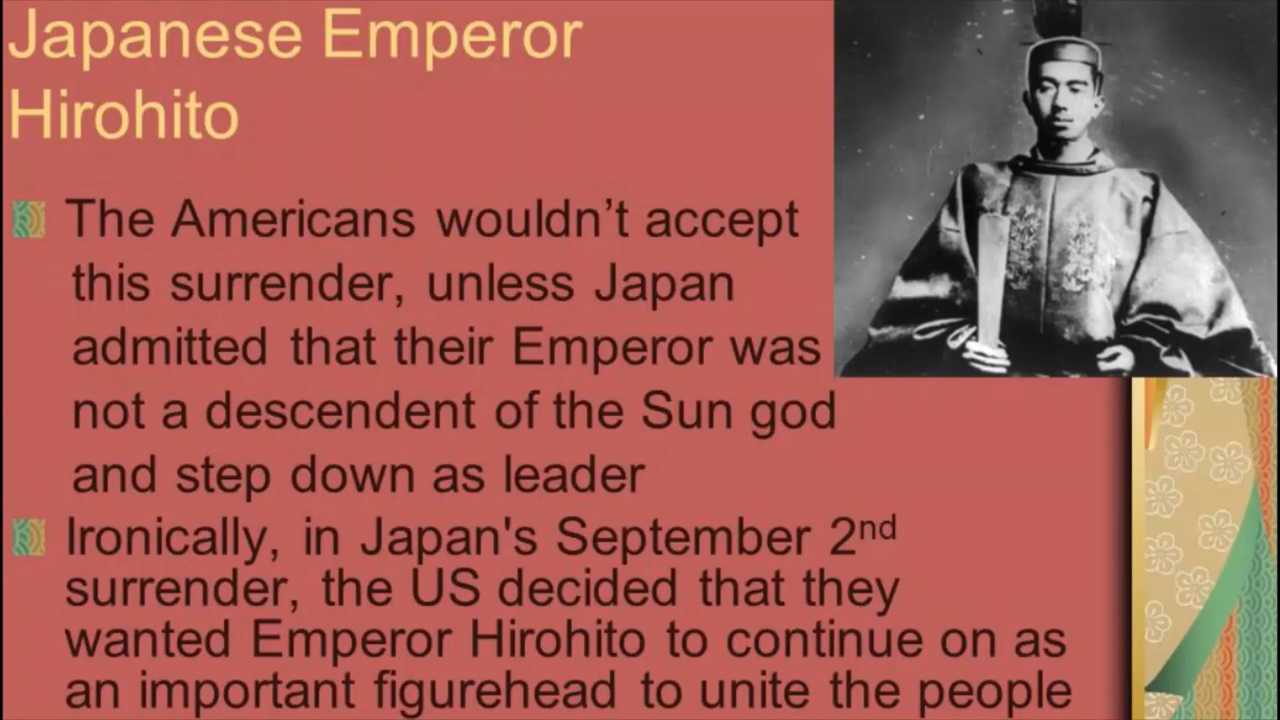 Japanese Emperor
Hirohito
The Americans wouldn’t accept
this surrender, unless Japan
admitted that their Emperor was
not a descendent of the Sun god
and step down as leader
Ironically, in Japan's September 2nd
surrender, the US decided that they
wanted Emperor Hirohito to continue on as
an important figurehead to unite the people